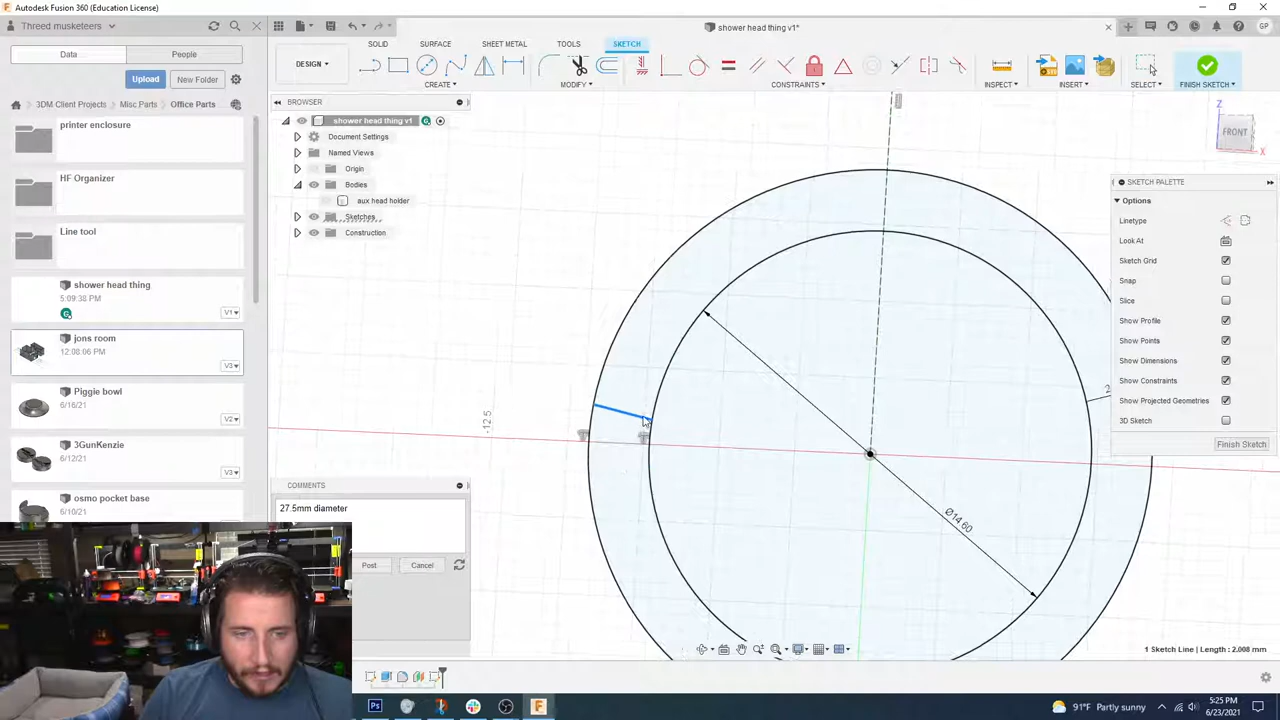 Autodesk Fusion 360 (Education License)
Threed musketeers
shower head thing v1*
GP
Data
People
Upload
New Folder
3DM Client Projects
Misc Parts
Office Parts
printer enclosure
HF Organizer
Line tool
shower head thing
5:09:38 PM
V1
jons room
12:08:06 PM
V3
Piggie bowl
6/16/21
V2
3GunKenzie
6/12/21
V3
osmo pocket base
6/10/21
DESIGN
SOLID
SURFACE
SHEET METAL
TOOLS
SKETCH
CREATE
MODIFY
CONSTRAINTS
INSPECT
INSERT
SELECT
FINISH SKETCH
BROWSER
shower head thing v1
Document Settings
Named Views
Origin
Bodies
aux head holder
Sketches
Construction
12.5
Ø14.60
Z
FRONT
X
SKETCH PALETTE
Options
Linetype
Look At
Sketch Grid
Snap
Slice
Show Profile
Show Points
Show Dimensions
Show Constraints
Show Projected Geometries
3D Sketch
Finish Sketch
COMMENTS
27.5mm diameter
Post
Cancel
1 Sketch Line | Length : 2.008 mm
91°F Partly sunny
5:25 PM
6/23/2021